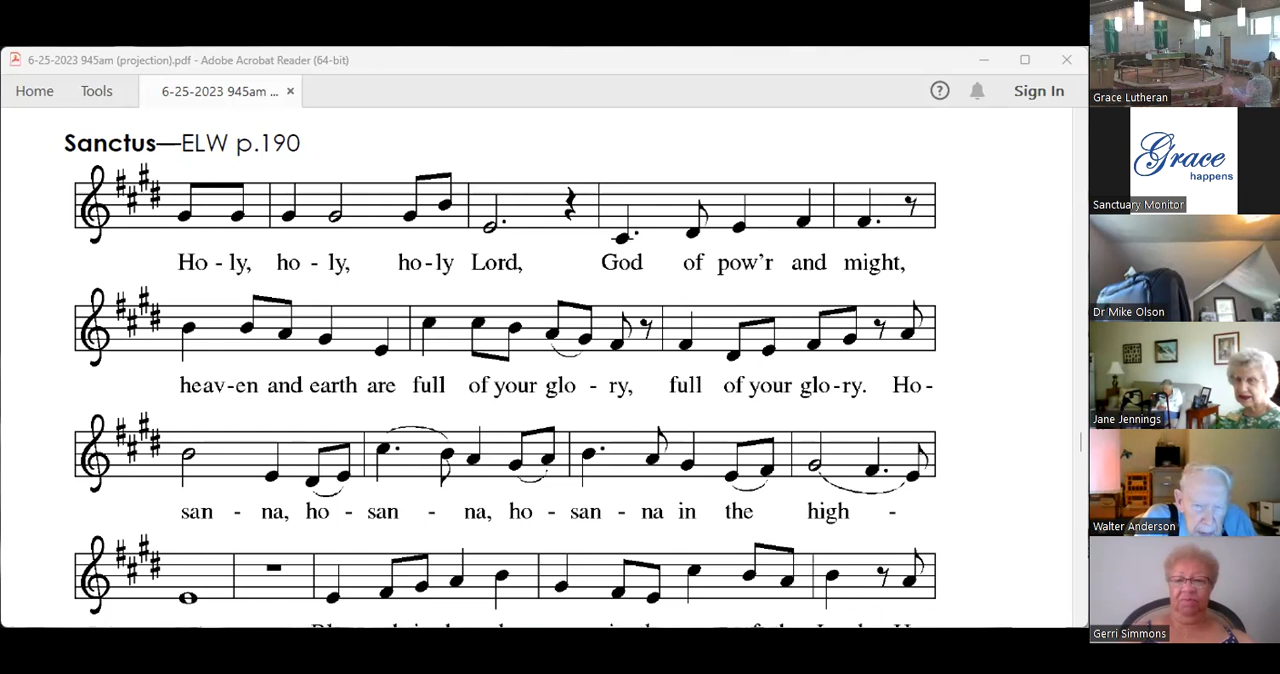 6-25-2023 945am (projection).pdf - Adobe Acrobat Reader (64-bit)
Home Tools 6-25-2023 945am ... × ? Sign In
Sanctus—ELW p.190
Ho - ly, ho - ly, ho - ly Lord, God of pow'r and might,
heav - en and earth are full of your glo - ry, full of your glo - ry. Ho -
san - na, ho - san - na, ho - san - na in the high -
Grace Lutheran
Grace
happens
Sanctuary Monitor
Dr Mike Olson
Jane Jennings
Walter Anderson
Gerri Simmons